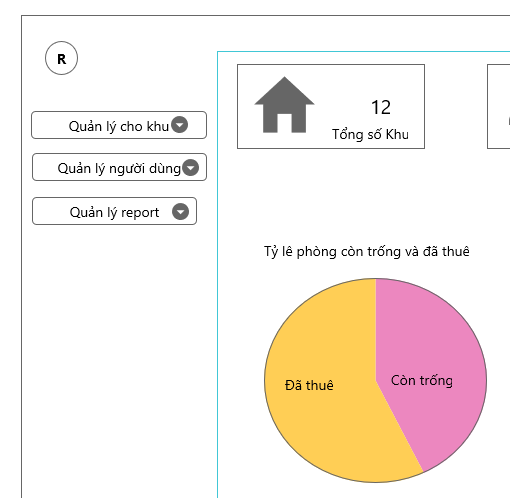 R
Quản lý cho khu
Quản lý người dùng
Quản lý report
12
Tổng số Khu
Tỷ lê phòng còn trống và đã thuê
Đã thuê
Còn trống